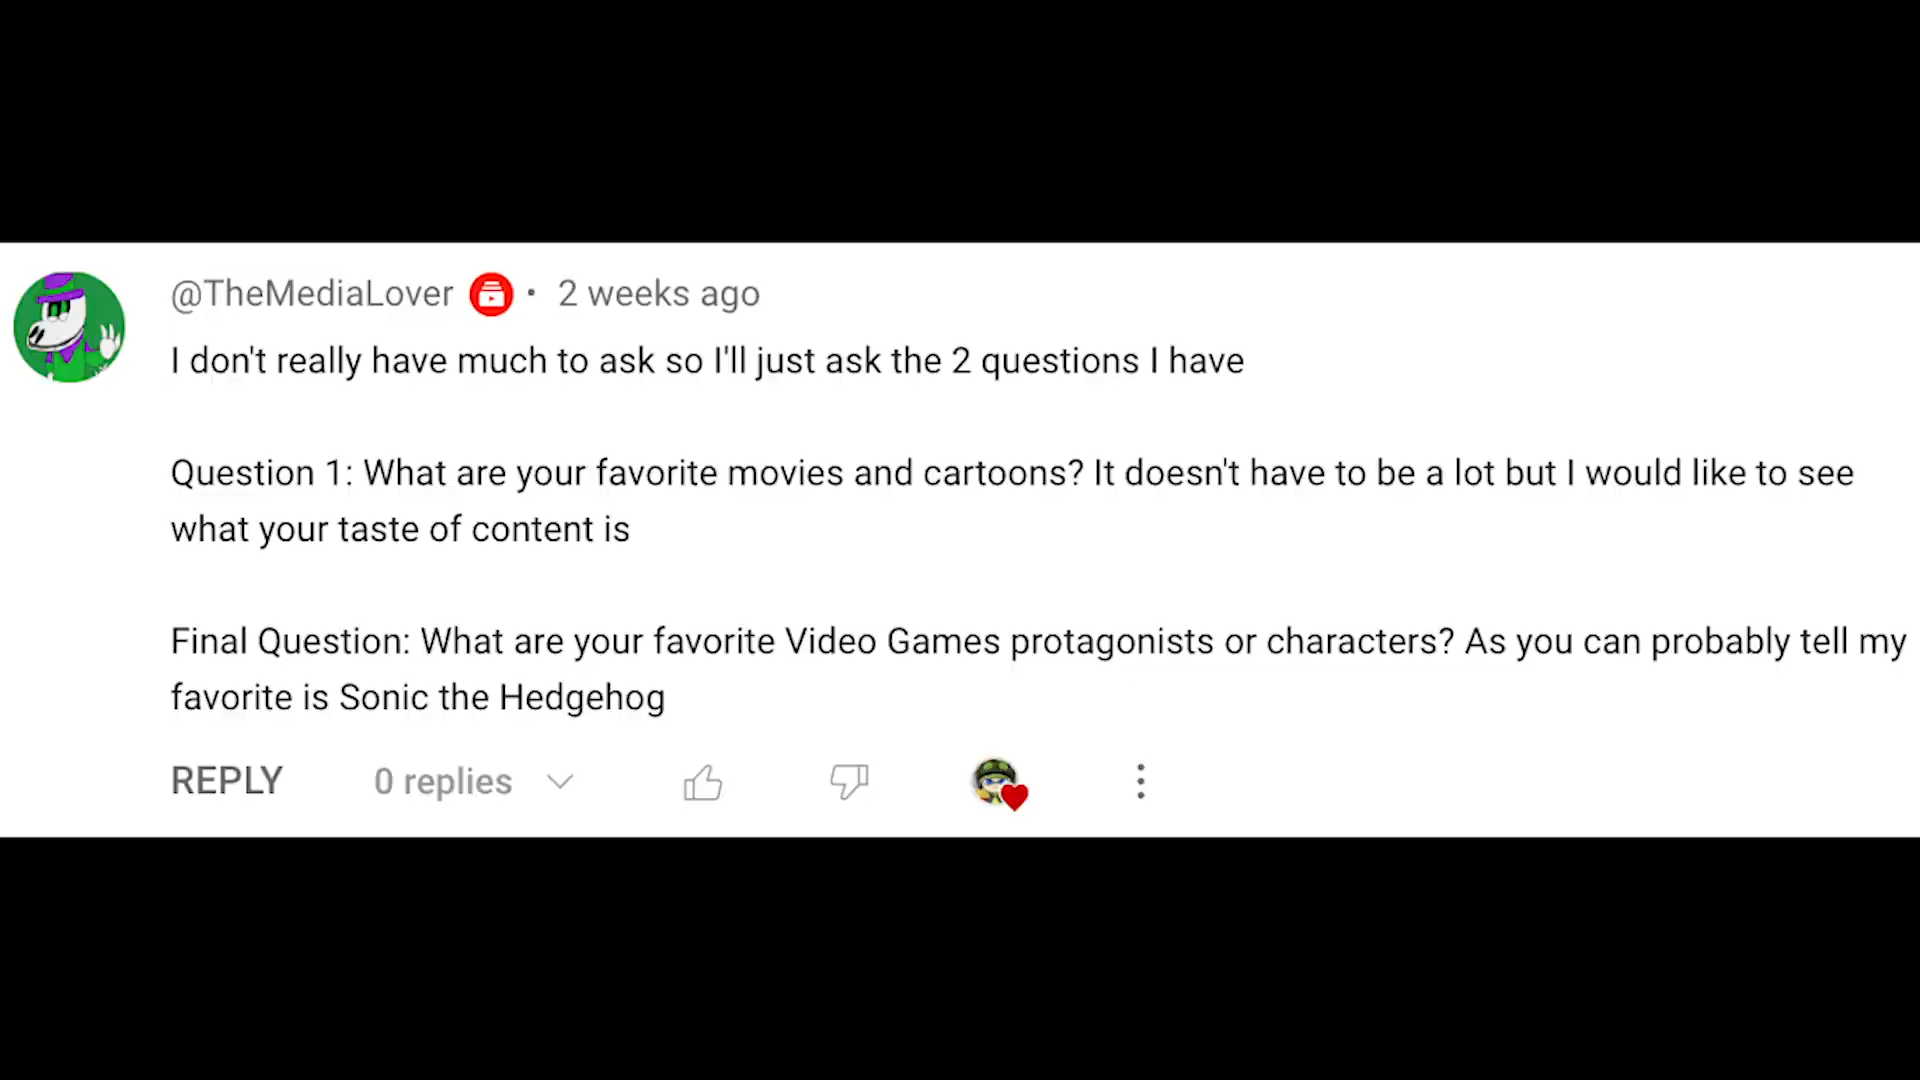 @TheMediaLover • 2 weeks ago
I don't really have much to ask so I'll just ask the 2 questions I have
Question 1: What are your favorite movies and cartoons? It doesn't have to be a lot but I would like to see
what your taste of content is
Final Question: What are your favorite Video Games protagonists or characters? As you can probably tell my
favorite is Sonic the Hedgehog
REPLY 0 replies